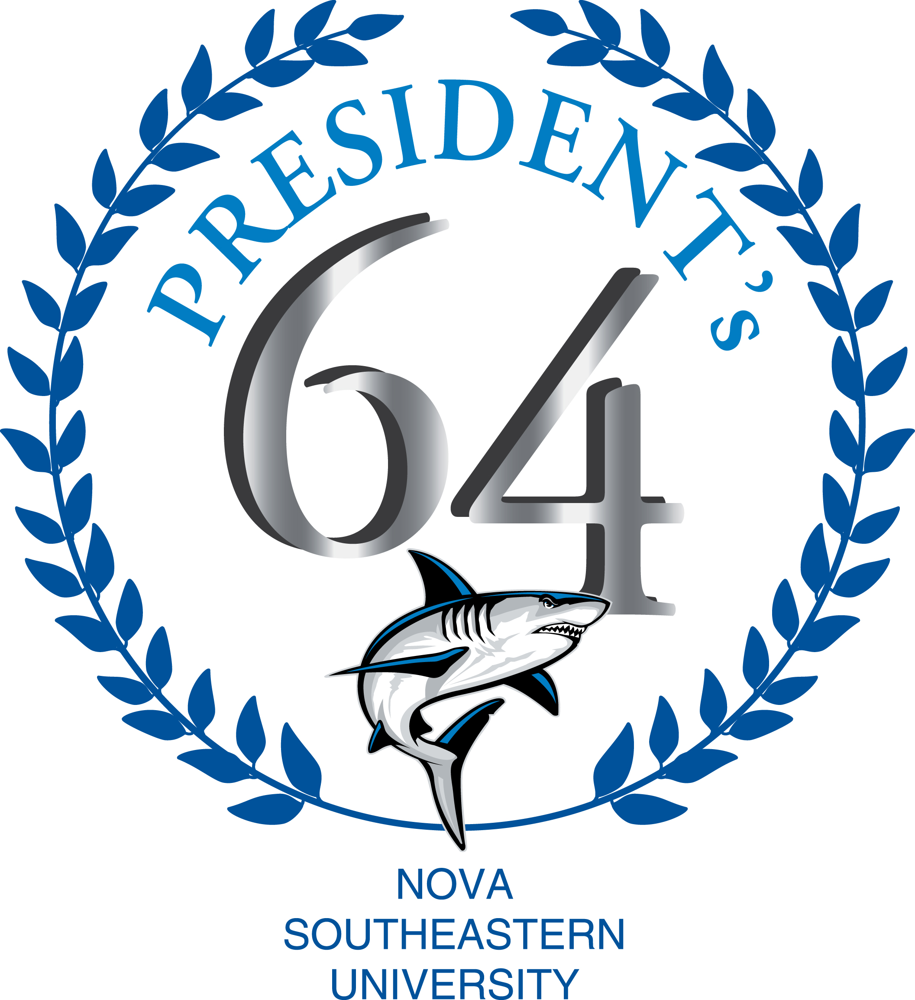 PRESIDENT's
64
NOVA
SOUTHEASTERN
UNIVERSITY